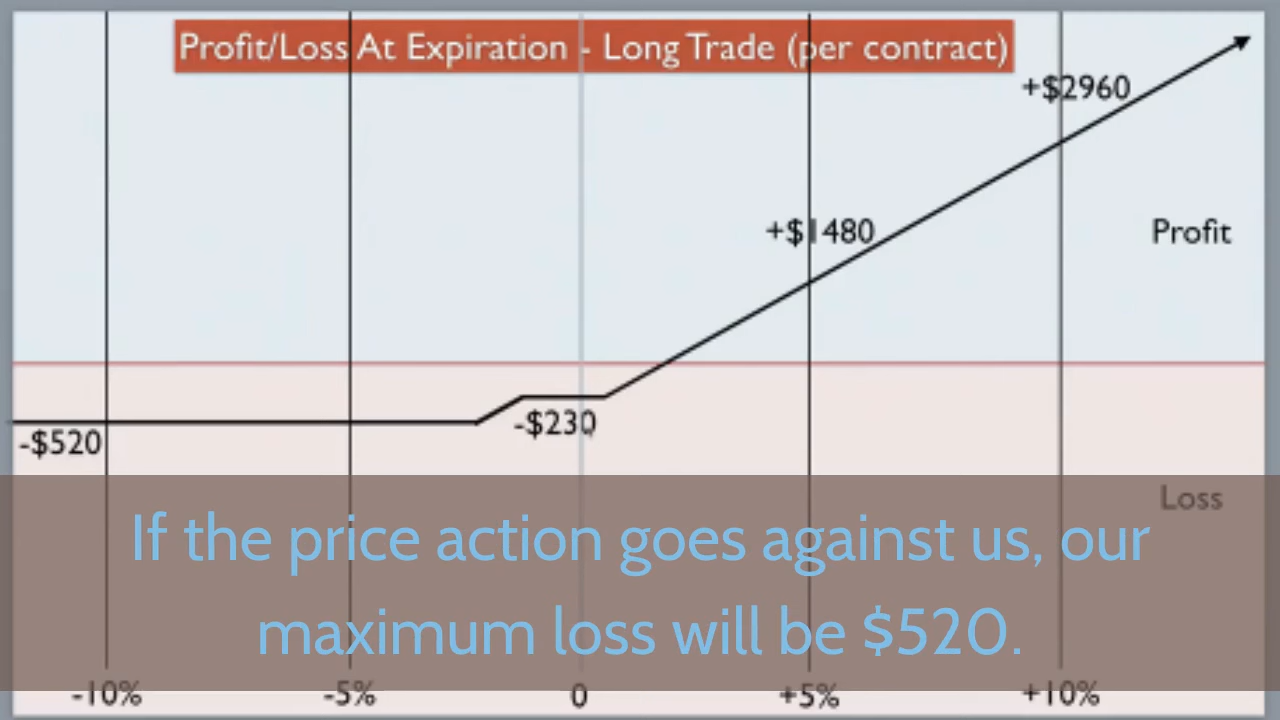 Profit/Loss At Expiration - Long Trade (per contract)
+$2960
+$1480
Profit
-$230
-$520
Loss
If the price action goes against us, our
maximum loss will be $520.
-10% -5% 0 +5% +10%